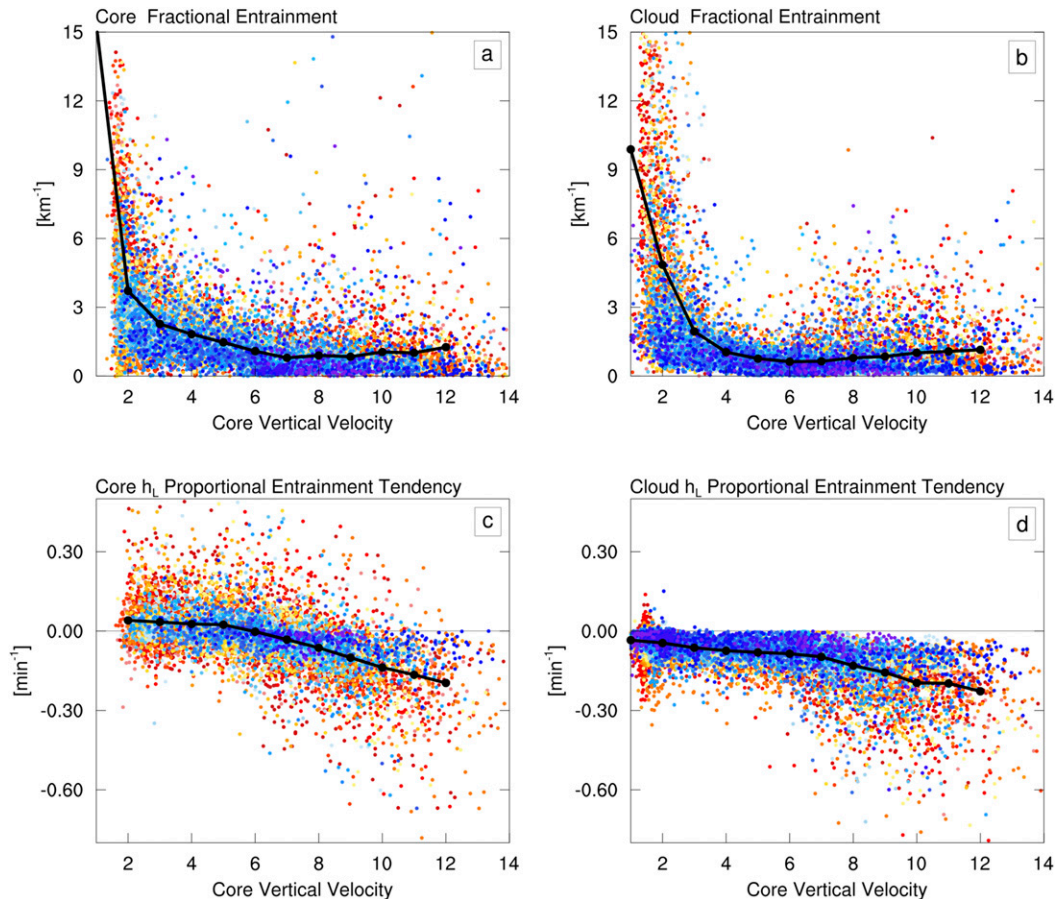 Core Fractional Entrainment
Cloud Fractional Entrainment
a
b
15
12
9
6
3
0
[km⁻¹]
2 4 6 8 10 12 14
Core Vertical Velocity
15
12
9
6
3
0
[km⁻¹]
2 4 6 8 10 12 14
Core Vertical Velocity
Core h_L Proportional Entrainment Tendency
Cloud h_L Proportional Entrainment Tendency
c
d
0.30
0.00
-0.30
-0.60
[min⁻¹]
2 4 6 8 10 12 14
Core Vertical Velocity
0.30
0.00
-0.30
-0.60
[min⁻¹]
2 4 6 8 10 12 14
Core Vertical Velocity